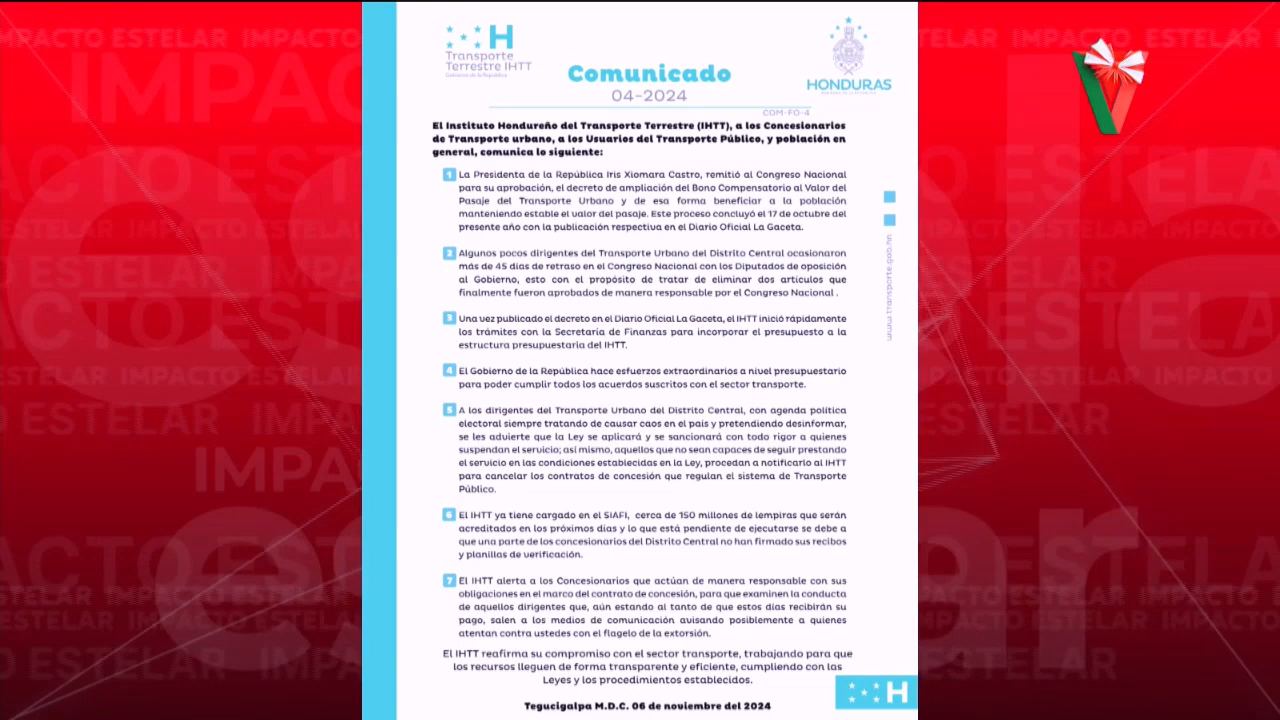 IMPACTO ESTELAR
H
Transporte
Terrestre IHTT
Gobierno de la República
HONDURAS
Comunicado
04-2024
COM-FO-4
El Instituto Hondureño del Transporte Terrestre (IHTT), a los Concesionarios
de Transporte urbano, a los Usuarios del Transporte Público, y población en
general, comunica lo siguiente:
1 La Presidenta de la República Iris Xiomara Castro, remitió al Congreso Nacional
para su aprobación, el decreto de ampliación del Bono Compensatorio al Valor del
Pasaje del Transporte Urbano y de esa forma beneficiar a la población
manteniendo estable el valor del pasaje. Este proceso concluyó el 17 de octubre del
presente año con la publicación respectiva en el Diario Oficial La Gaceta.
2 Algunos pocos dirigentes del Transporte Urbano del Distrito Central ocasionaron
más de 45 días de retraso en el Congreso Nacional con los Diputados de oposición
al Gobierno, esto con el propósito de tratar de eliminar dos artículos que
finalmente fueron aprobados de manera responsable por el Congreso Nacional .
3 Una vez publicado el decreto en el Diario Oficial La Gaceta, el IHTT inició rápidamente
los trámites con la Secretaría de Finanzas para incorporar el presupuesto a la
estructura presupuestaria del IHTT.
4 El Gobierno de la República hace esfuerzos extraordinarios a nivel presupuestario
para poder cumplir todos los acuerdos suscritos con el sector transporte.
5 A los dirigentes del Transporte Urbano del Distrito Central, con agenda política
electoral siempre tratando de causar caos en el país y pretendiendo desinformar,
se les advierte que la Ley se aplicará y se sancionará con todo rigor a quienes
suspendan el servicio; así mismo, aquellos que no sean capaces de seguir prestando
el servicio en las condiciones establecidas en la Ley, procedan a notificarlo al IHTT
para cancelar los contratos de concesión que regulan el sistema de Transporte
Público.
6 El IHTT ya tiene cargado en el SIAFI, cerca de 150 millones de lempiras que serán
acreditados en los próximos días y lo que está pendiente de ejecutarse se debe a
que una parte de los concesionarios del Distrito Central no han firmado sus recibos
y planillas de verificación.
7 El IHTT alerta a los Concesionarios que actúan de manera responsable con sus
obligaciones en el marco del contrato de concesión, para que examinen la conducta
de aquellos dirigentes que, aún estando al tanto de que estos días recibirán su
pago, salen a los medios de comunicación avisando posiblemente a quienes
atentan contra ustedes con el flagelo de la extorsión.
El IHTT reafirma su compromiso con el sector transporte, trabajando para que
los recursos lleguen de forma transparente y eficiente, cumpliendo con las
Leyes y los procedimientos establecidos.
Tegucigalpa M.D.C. 06 de noviembre del 2024
www.transporte.gob.hn
H